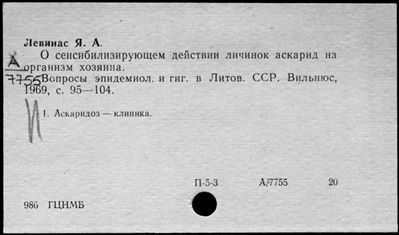 Левинас Я. А.
О сенсибилизирующем действии личинок аскарид на
организм хозяина.
А
7755
Вопросы эпидемиол. и гиг. в Литов. ССР. Вильнюс,
1969, с. 95—104.
1. Аскаридоз — клиника.
П-5-3 А/7755 20
986 ГЦНМБ